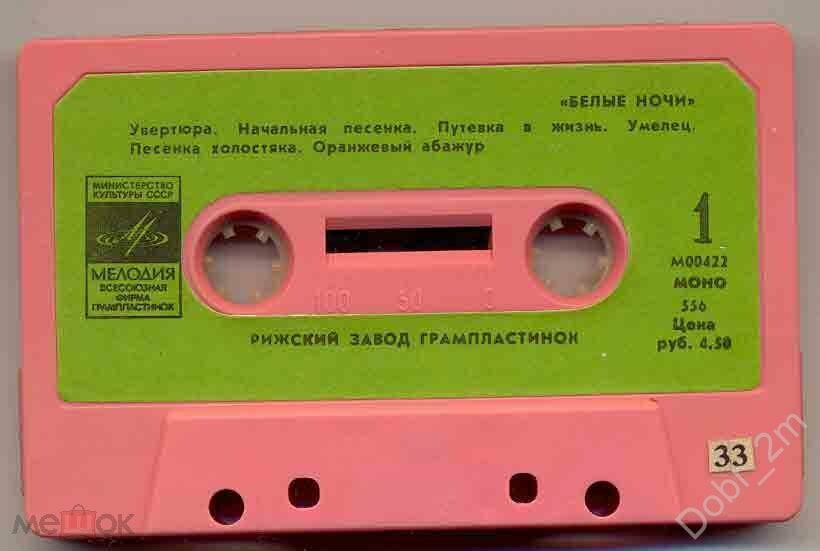 «БЕЛЫЕ НОЧИ»
Увертюра. Начальная песенка. Путевка в жизнь. Умелец.
Песенка холостяка. Оранжевый абажур
МИНИСТЕРСТВО
КУЛЬТУРЫ СССР
МЕЛОДИЯ
ВСЕСОЮЗНАЯ
ФИРМА
ГРАМПЛАСТИНОК
1
М00422
МОНО
556
Цена
руб. 4.50
100 50 0
РИЖСКИЙ ЗАВОД ГРАМПЛАСТИНОК
33
Dobr_2m
мешок